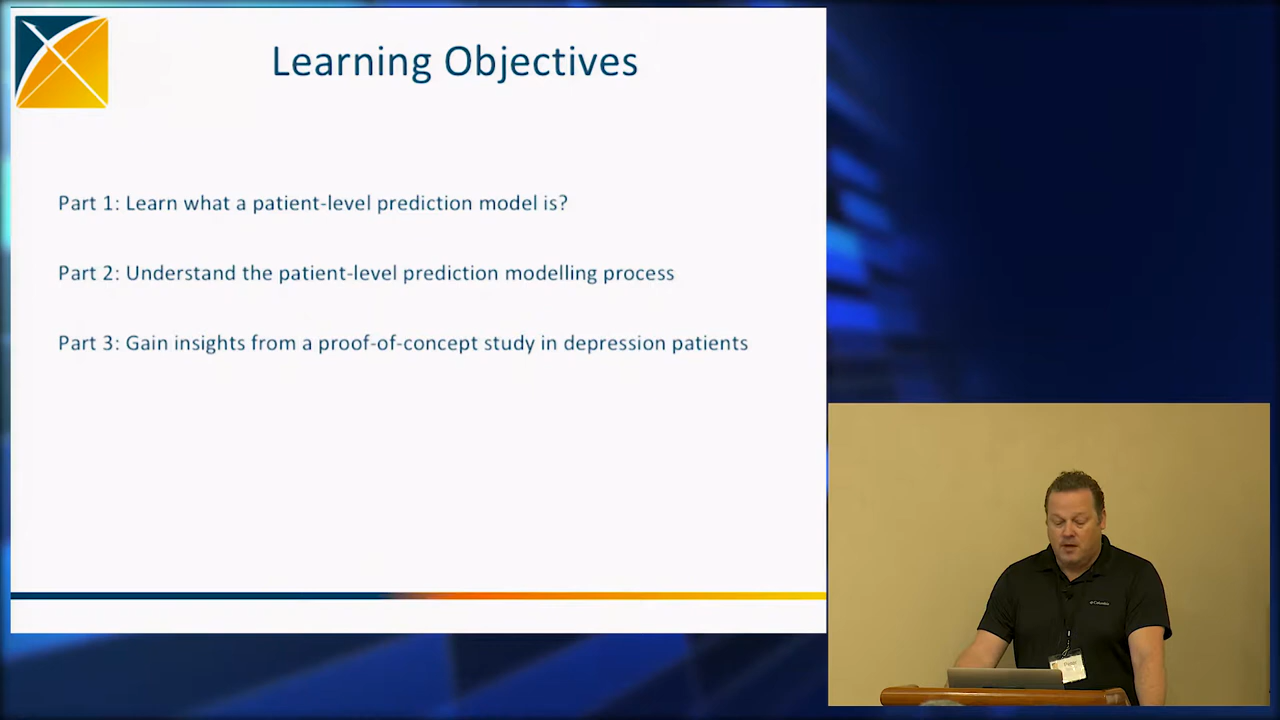 Learning Objectives
Part 1: Learn what a patient-level prediction model is?
Part 2: Understand the patient-level prediction modelling process
Part 3: Gain insights from a proof-of-concept study in depression patients
Columbia